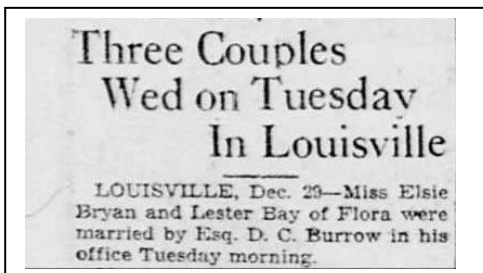 Three Couples
Wed on Tuesday
In Louisville
LOUISVILLE, Dec. 29—Miss Elsie
Bryan and Lester Bay of Flora were
married by Esq. D. C. Burrow in his
office Tuesday morning.